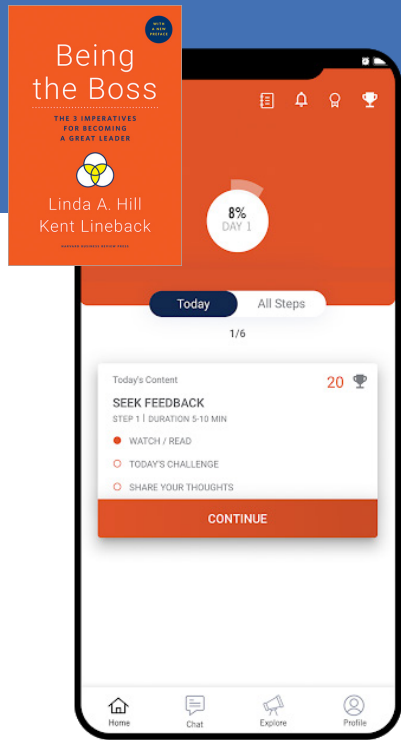 WITH
A NEW
PREFACE
Being
the Boss
THE 3 IMPERATIVES
FOR BECOMING
A GREAT LEADER
Linda A. Hill
Kent Lineback
HARVARD BUSINESS REVIEW PRESS
8%
DAY 1
Today
All Steps
1/6
Today's Content
20
SEEK FEEDBACK
STEP 1 | DURATION 5-10 MIN
WATCH / READ
TODAY'S CHALLENGE
SHARE YOUR THOUGHTS
CONTINUE
Home
Chat
Explore
Profile